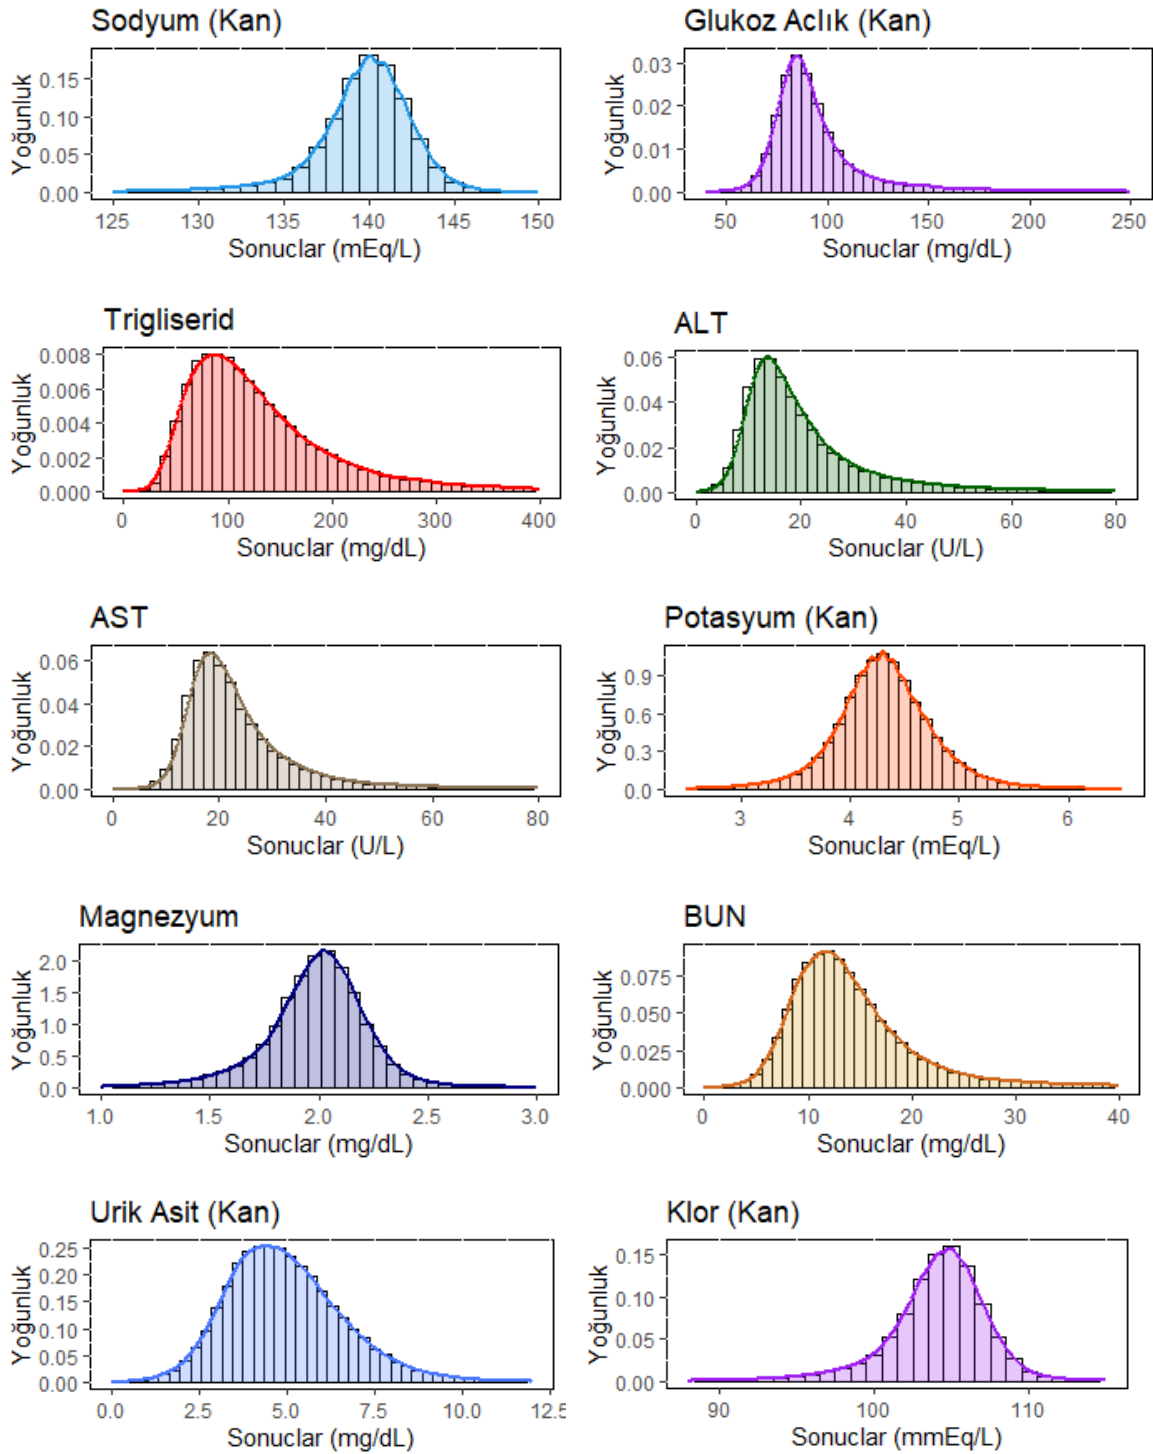 Sodyum (Kan)
Yoğunluk
0.15
0.10
0.05
0.00
125 130 135 140 145 150
Sonuclar (mEq/L)
Glukoz Aclık (Kan)
Yoğunluk
0.03
0.02
0.01
0.00
50 100 150 200 250
Sonuclar (mg/dL)
Trigliserid
Yoğunluk
0.008
0.006
0.004
0.002
0.000
0 100 200 300 400
Sonuclar (mg/dL)
ALT
Yoğunluk
0.06
0.04
0.02
0.00
0 20 40 60 80
Sonuclar (U/L)
AST
Yoğunluk
0.06
0.04
0.02
0.00
0 20 40 60 80
Sonuclar (U/L)
Potasyum (Kan)
Yoğunluk
0.9
0.6
0.3
0.0
3 4 5 6
Sonuclar (mEq/L)
Magnezyum
Yoğunluk
2.0
1.5
1.0
0.5
0.0
1.0 1.5 2.0 2.5 3.0
Sonuclar (mg/dL)
BUN
Yoğunluk
0.075
0.050
0.025
0.000
0 10 20 30 40
Sonuclar (mg/dL)
Urik Asit (Kan)
Yoğunluk
0.25
0.20
0.15
0.10
0.05
0.00
0.0 2.5 5.0 7.5 10.0 12.5
Sonuclar (mg/dL)
Klor (Kan)
Yoğunluk
0.15
0.10
0.05
0.00
90 100 110
Sonuclar (mmEq/L)